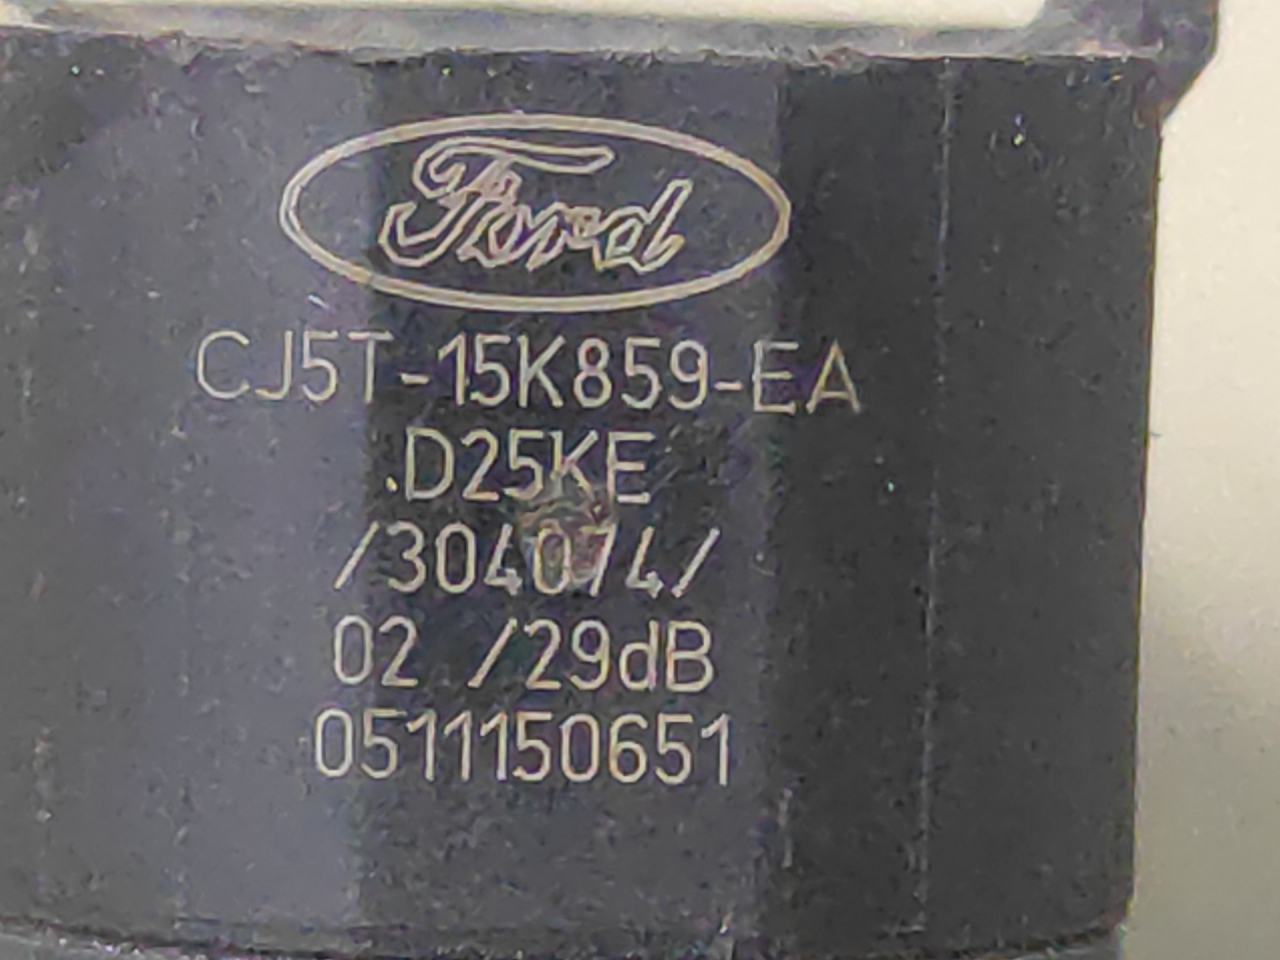 Ford
CJ5T-15K859-EA
.D25KE
/304074/
02 /29dB
0511150651